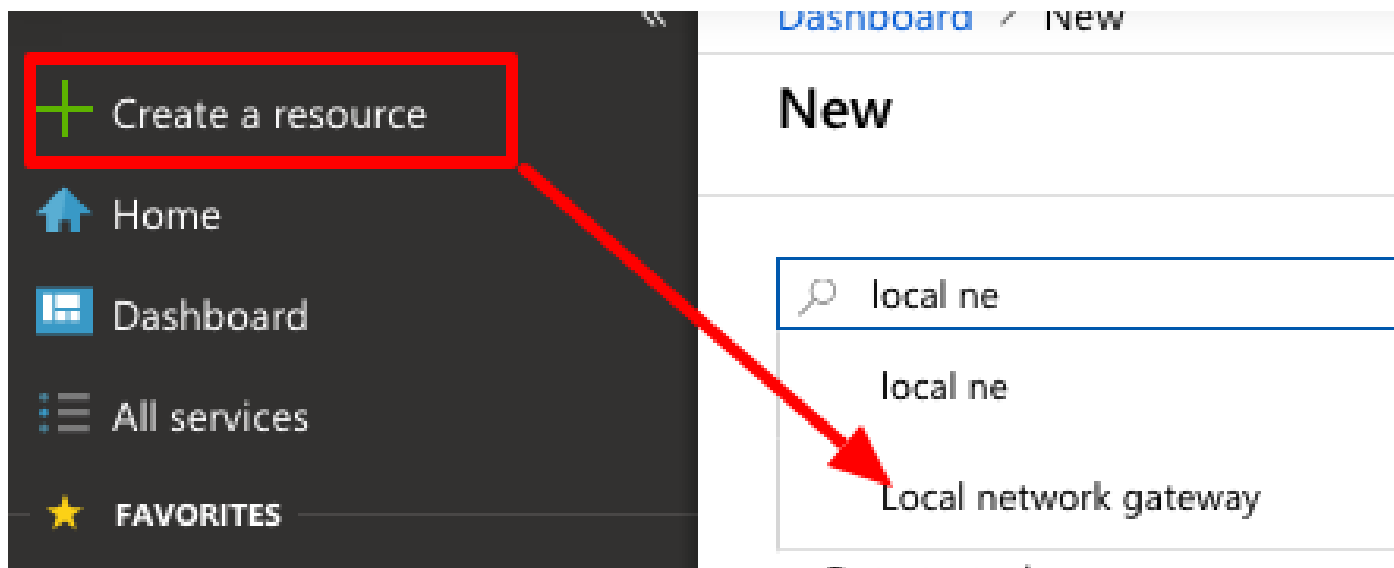 «
Create a resource
Home
Dashboard
All services
FAVORITES
Dashboard > New
New
local ne
local ne
Local network gateway